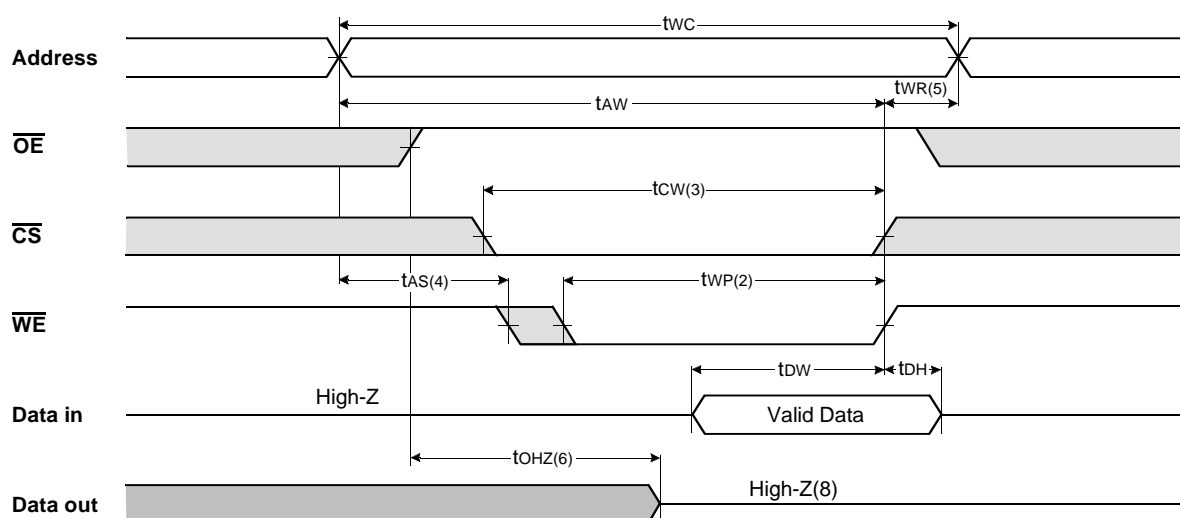 tWC
Address
tWR(5)
tAW
OE
tCW(3)
CS
tAS(4)
tWP(2)
WE
tDW
tDH
High-Z
Data in
Valid Data
tOHZ(6)
High-Z(8)
Data out